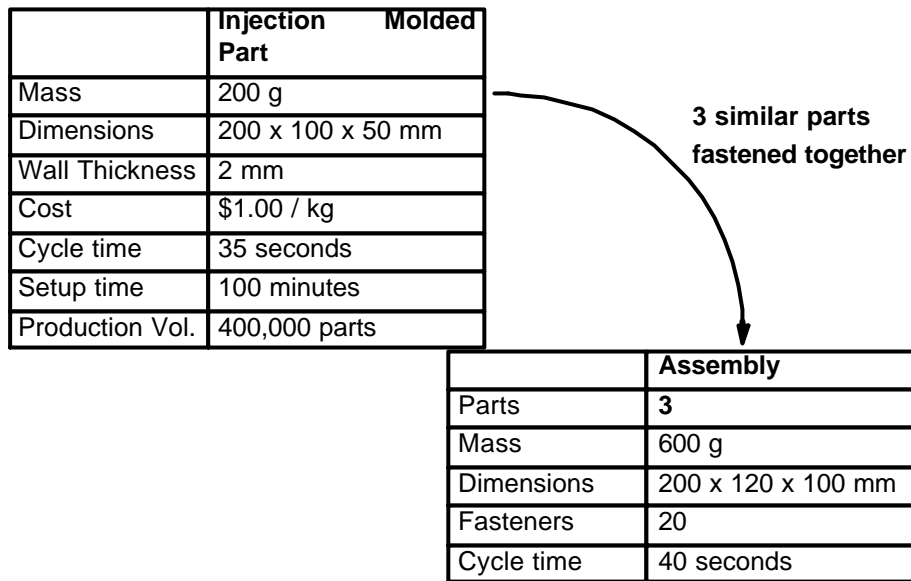 Injection Molded
Part
Mass 200 g
Dimensions 200 x 100 x 50 mm
Wall Thickness 2 mm
Cost $1.00 / kg
Cycle time 35 seconds
Setup time 100 minutes
Production Vol. 400,000 parts
3 similar parts
fastened together
Assembly
Parts 3
Mass 600 g
Dimensions 200 x 120 x 100 mm
Fasteners 20
Cycle time 40 seconds